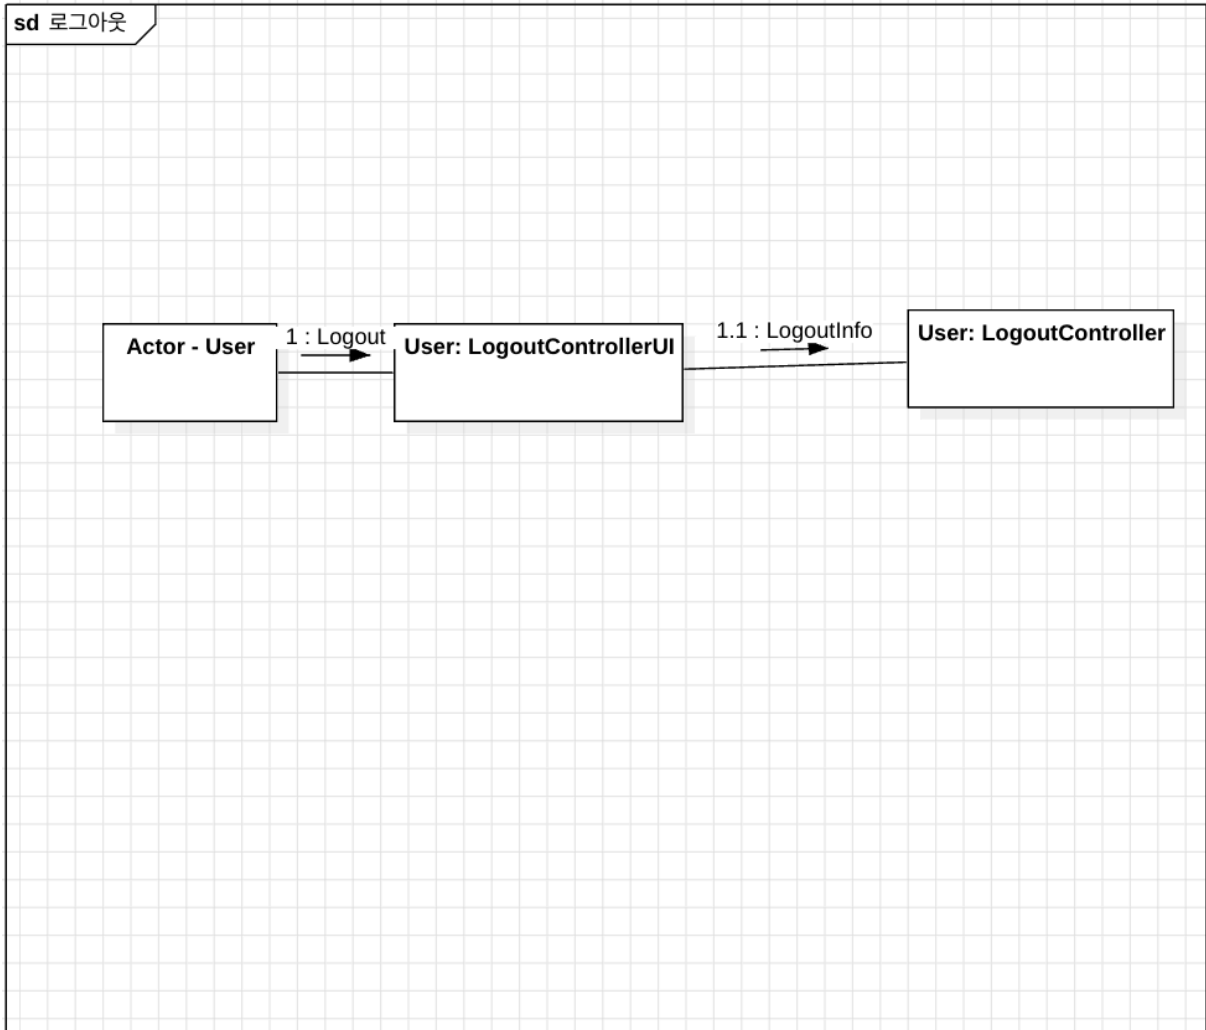 sd 로그아웃
Actor - User
1 : Logout
User: LogoutControllerUI
1.1 : LogoutInfo
User: LogoutController